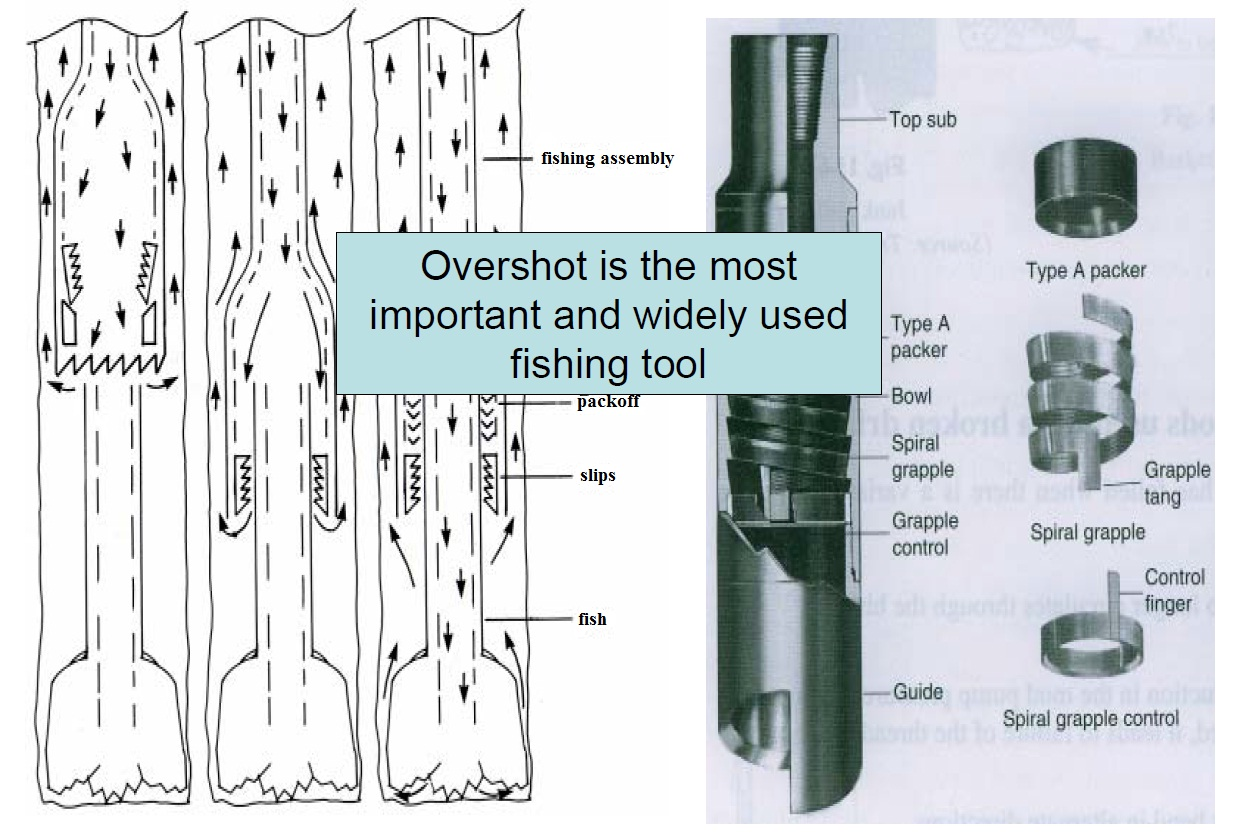 fishing assembly
Overshot is the most
important and widely used
fishing tool
packoff
slips
fish
Top sub
Type A
packer
Bowl
Spiral
grapple
Grapple
control
Guide
Type A packer
Grapple
tang
Spiral grapple
Control
finger
Spiral grapple control